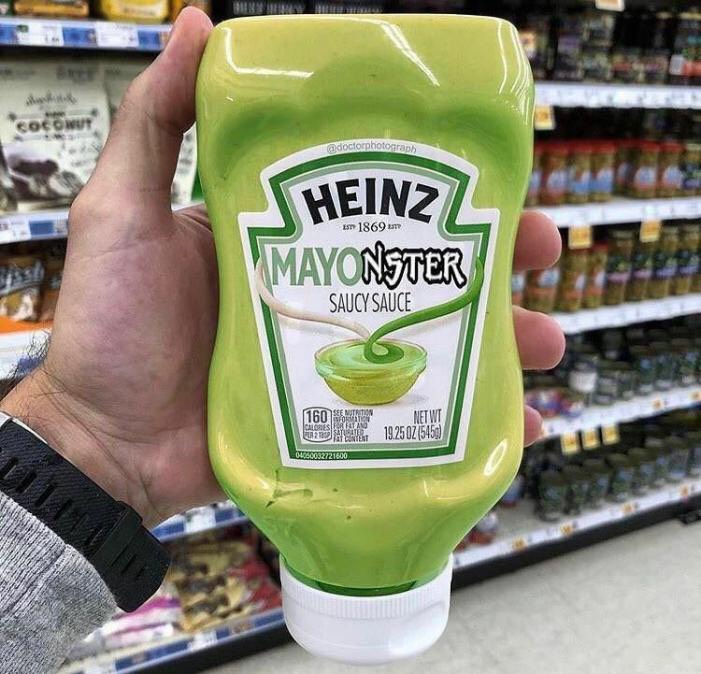 COCONUT
@doctorphotograph
HEINZ
ESTD 1869 ESTD
MAYONSTER
SAUCY SAUCE
160
CALORIES
PER 2 TBSP
SEE NUTRITION
INFORMATION
FOR FAT AND
SATURATED
FAT CONTENT
NET WT
19.25 OZ (545g)
04050032721600